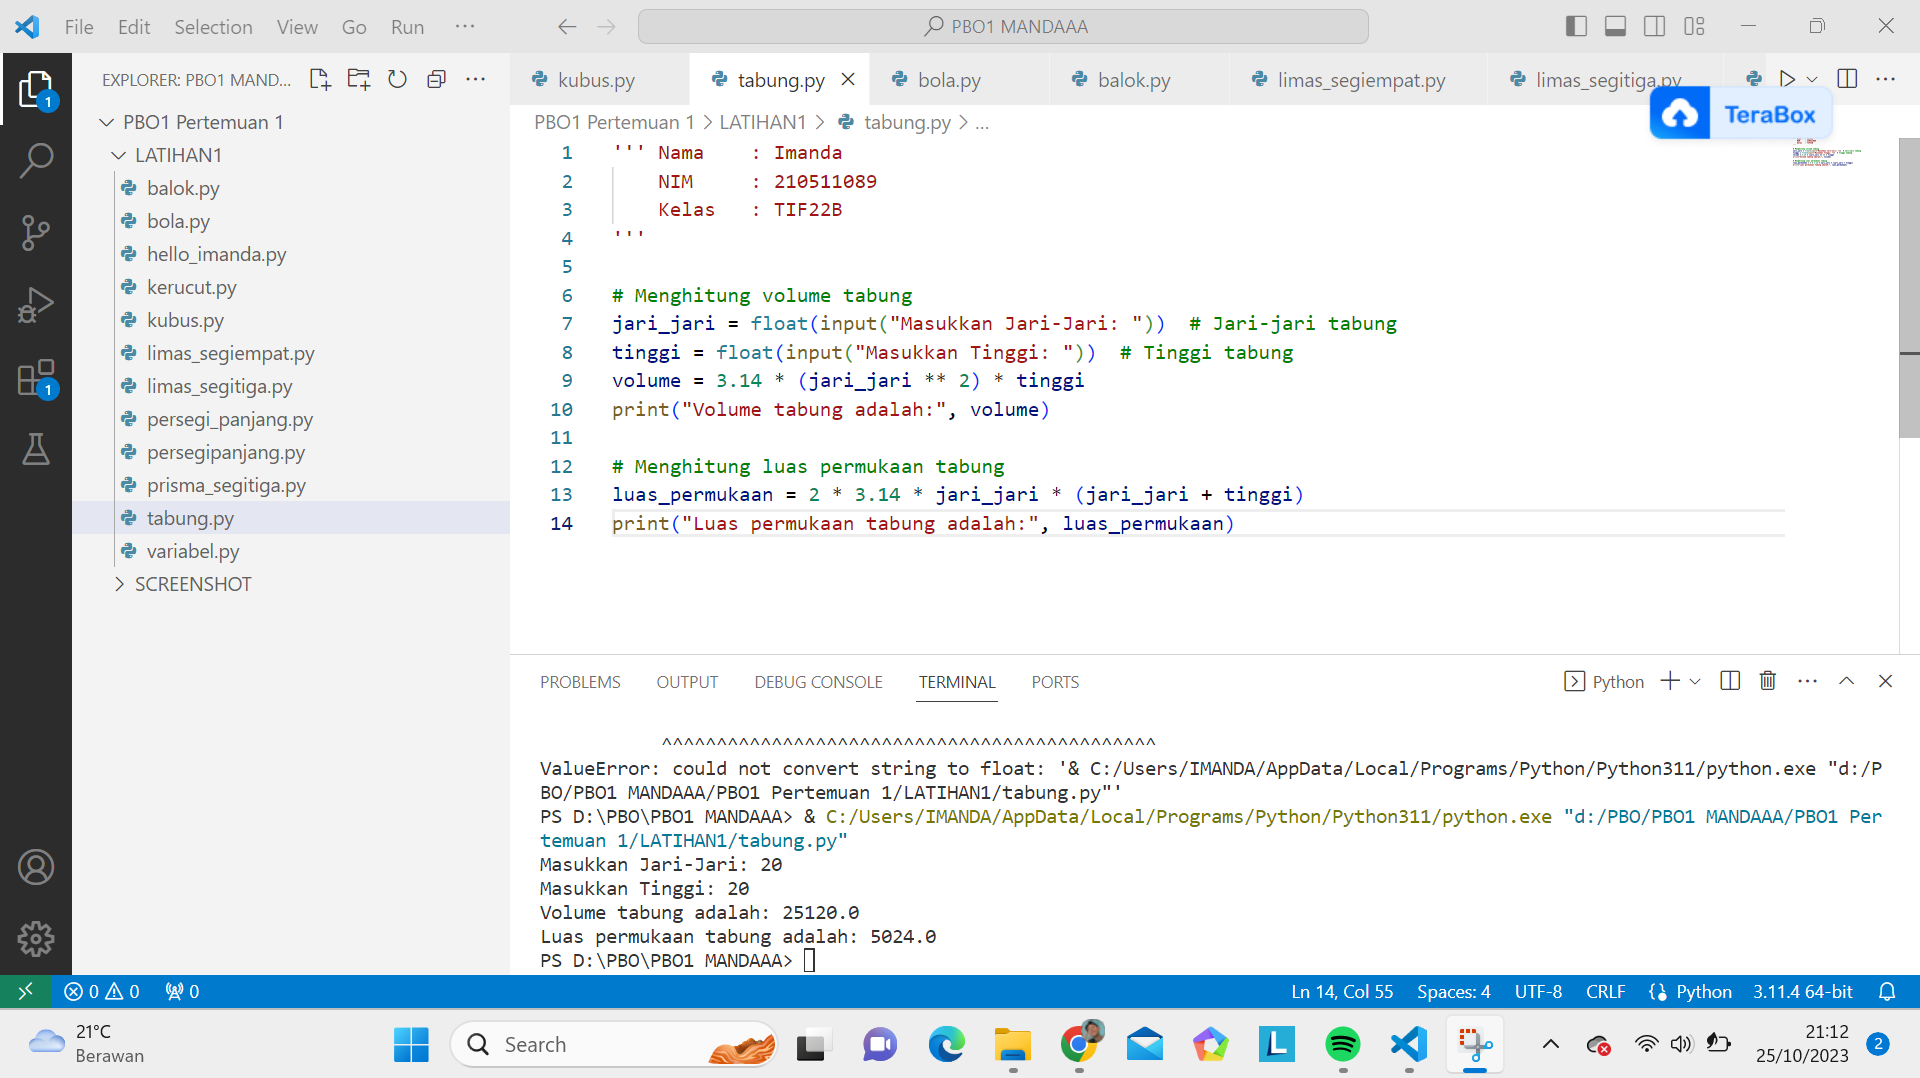 File Edit Selection View Go Run ···
PBO1 MANDAAA
EXPLORER: PBO1 MAND...
kubus.py tabung.py bola.py balok.py limas_segiempat.py limas_segitiga.py
TeraBox
1
1
PBO1 Pertemuan 1
LATIHAN1
balok.py
bola.py
hello_imanda.py
kerucut.py
kubus.py
limas_segiempat.py
limas_segitiga.py
persegi_panjang.py
persegipanjang.py
prisma_segitiga.py
tabung.py
variabel.py
SCREENSHOT
PBO1 Pertemuan 1 > LATIHAN1 > tabung.py > ...
1 ''' Nama    : Imanda
2     NIM     : 210511089
3     Kelas   : TIF22B
4 '''
5
6 # Menghitung volume tabung
7 jari_jari = float(input("Masukkan Jari-Jari: "))  # Jari-jari tabung
8 tinggi = float(input("Masukkan Tinggi: "))  # Tinggi tabung
9 volume = 3.14 * (jari_jari ** 2) * tinggi
10 print("Volume tabung adalah:", volume)
11
12 # Menghitung luas permukaan tabung
13 luas_permukaan = 2 * 3.14 * jari_jari * (jari_jari + tinggi)
14 print("Luas permukaan tabung adalah:", luas_permukaan)
PROBLEMS OUTPUT DEBUG CONSOLE TERMINAL PORTS
Python
^^^^^^^^^^^^^^^^^^^^^^^^^^^^^^^^^^^^^^^^^^^^^
ValueError: could not convert string to float: '& C:/Users/IMANDA/AppData/Local/Programs/Python/Python311/python.exe "d:/P
BO/PBO1 MANDAAA/PBO1 Pertemuan 1/LATIHAN1/tabung.py"'
PS D:\PBO\PBO1 MANDAAA> & C:/Users/IMANDA/AppData/Local/Programs/Python/Python311/python.exe "d:/PBO/PBO1 MANDAAA/PBO1 Per
temuan 1/LATIHAN1/tabung.py"
Masukkan Jari-Jari: 20
Masukkan Tinggi: 20
Volume tabung adalah: 25120.0
Luas permukaan tabung adalah: 5024.0
PS D:\PBO\PBO1 MANDAAA>
0 0 0
Ln 14, Col 55 Spaces: 4 UTF-8 CRLF Python 3.11.4 64-bit
21°C
Berawan
Search
L
21:12
25/10/2023
2